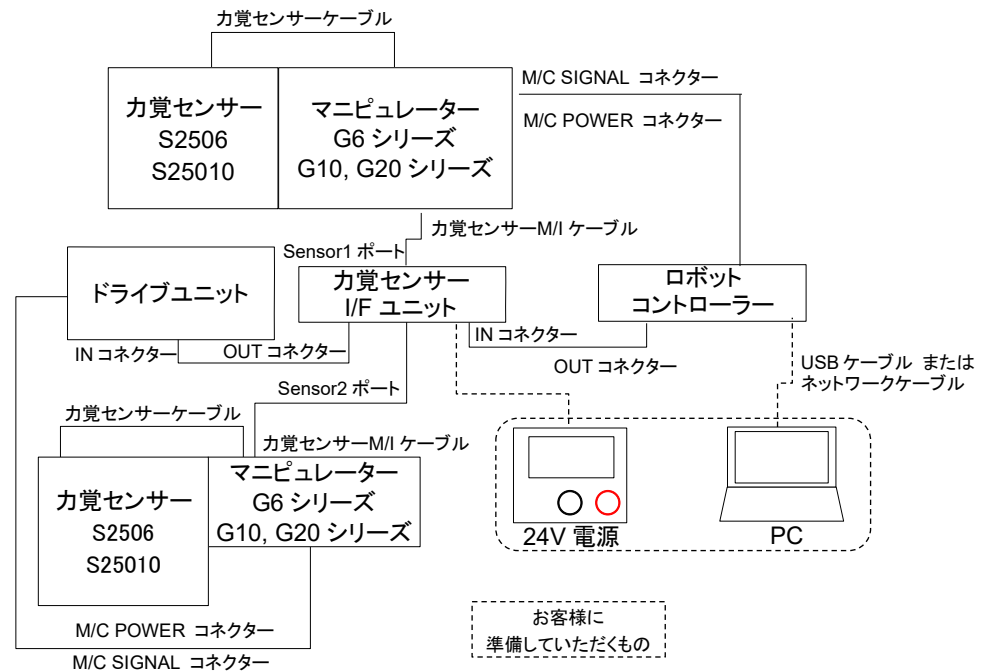 力覚センサーケーブル
力覚センサー
S2506
S25010
マニピュレーター
G6 シリーズ
G10, G20 シリーズ
M/C SIGNAL コネクター
M/C POWER コネクター
力覚センサーM/I ケーブル
Sensor1 ポート
ドライブユニット
力覚センサー
I/F ユニット
ロボット
コントローラー
IN コネクター
OUT コネクター
IN コネクター
OUT コネクター
USB ケーブル または
ネットワークケーブル
Sensor2 ポート
力覚センサーケーブル
力覚センサーM/I ケーブル
力覚センサー
S2506
S25010
マニピュレーター
G6 シリーズ
G10, G20 シリーズ
24V 電源
PC
お客様に
準備していただくもの
M/C POWER コネクター
M/C SIGNAL コネクター